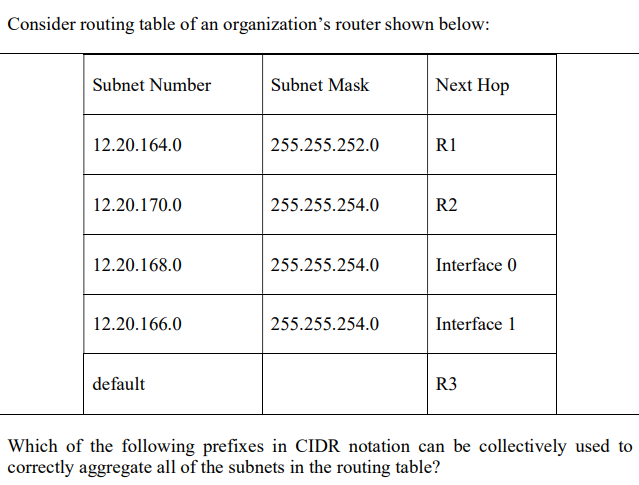 Consider routing table of an organization’s router shown below:
Subnet Number Subnet Mask Next Hop
12.20.164.0 255.255.252.0 R1
12.20.170.0 255.255.254.0 R2
12.20.168.0 255.255.254.0 Interface 0
12.20.166.0 255.255.254.0 Interface 1
default R3
Which of the following prefixes in CIDR notation can be collectively used to
correctly aggregate all of the subnets in the routing table?